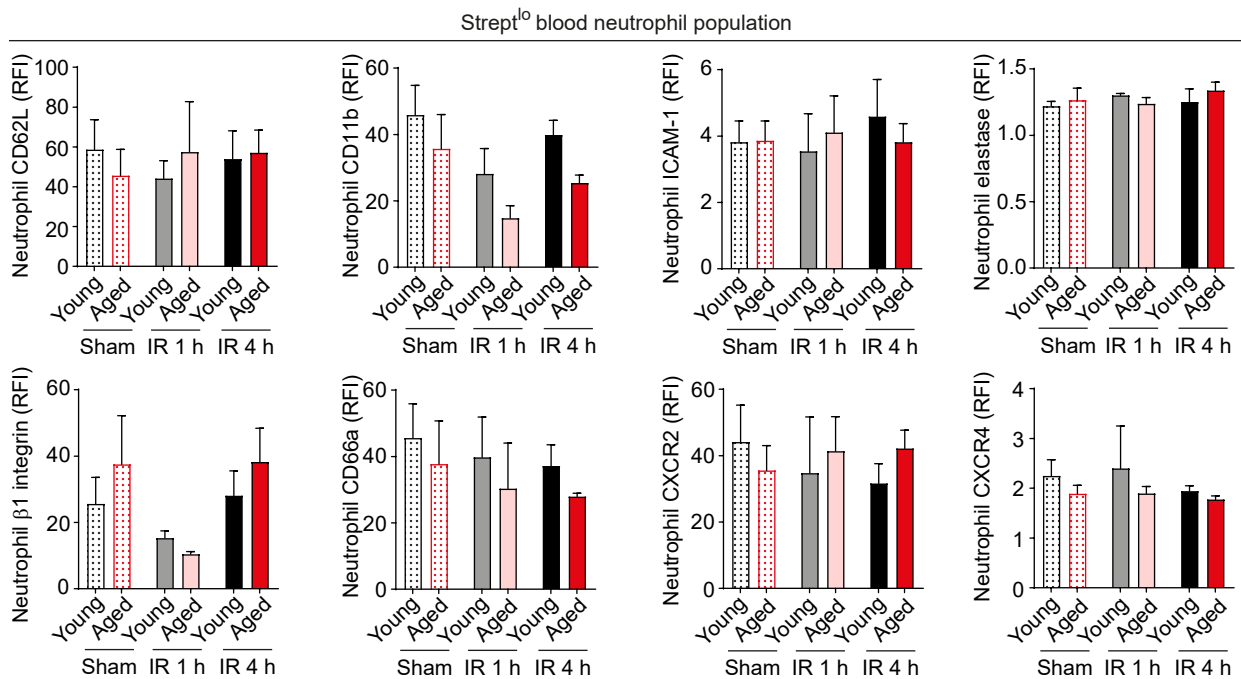 Strept^lo blood neutrophil population
Neutrophil CD62L (RFI)
100
80
60
40
20
0
Young
Aged
Young
Aged
Young
Aged
Sham
IR 1 h
IR 4 h
Neutrophil CD11b (RFI)
60
40
20
0
Young
Aged
Young
Aged
Young
Aged
Sham
IR 1 h
IR 4 h
Neutrophil ICAM-1 (RFI)
6
4
2
0
Young
Aged
Young
Aged
Young
Aged
Sham
IR 1 h
IR 4 h
Neutrophil elastase (RFI)
1.5
1.0
0.5
0.0
Young
Aged
Young
Aged
Young
Aged
Sham
IR 1 h
IR 4 h
Neutrophil β1 integrin (RFI)
60
40
20
0
Young
Aged
Young
Aged
Young
Aged
Sham
IR 1 h
IR 4 h
Neutrophil CD66a (RFI)
60
40
20
0
Young
Aged
Young
Aged
Young
Aged
Sham
IR 1 h
IR 4 h
Neutrophil CXCR2 (RFI)
60
40
20
0
Young
Aged
Young
Aged
Young
Aged
Sham
IR 1 h
IR 4 h
Neutrophil CXCR4 (RFI)
4
3
2
1
0
Young
Aged
Young
Aged
Young
Aged
Sham
IR 1 h
IR 4 h